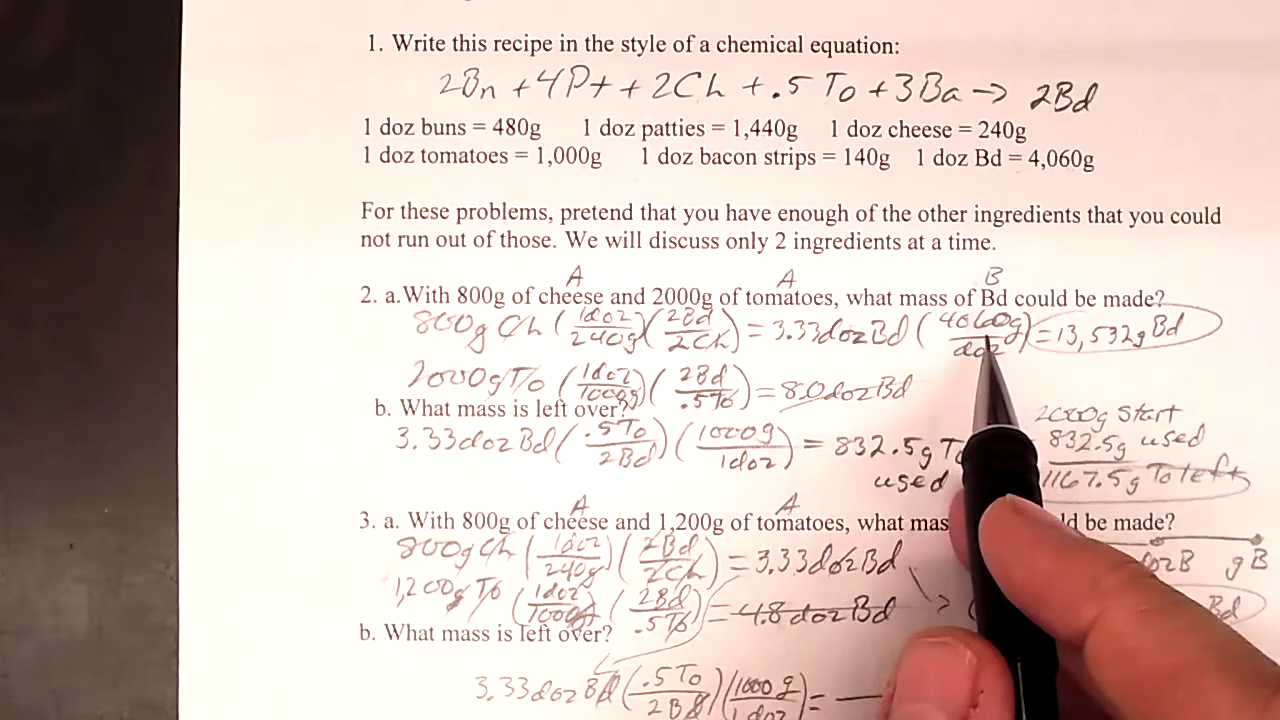 1. Write this recipe in the style of a chemical equation:
2Bn + 4Pt + 2Ch + .5 To + 3Ba → 2Bd
1 doz buns = 480g 1 doz patties = 1,440g 1 doz cheese = 240g
1 doz tomatoes = 1,000g 1 doz bacon strips = 140g 1 doz Bd = 4,060g
For these problems, pretend that you have enough of the other ingredients that you could
not run out of those. We will discuss only 2 ingredients at a time.
A A B
2. a.With 800g of cheese and 2000g of tomatoes, what mass of Bd could be made?
800g Ch (1doz/240g)(2Bd/2Ch) = 3.33doz Bd (4060g/doz) = 13,532g Bd
2000g To (1doz/1000g)(2Bd/.5To) = 8.0doz Bd
b. What mass is left over?
3.33doz Bd (.5To/2Bd)(1000g/1doz) = 832.5g To used
2000g Start
832.5g used
1167.5g To left
A A
3. a. With 800g of cheese and 1,200g of tomatoes, what mas ld be made?
800g Ch (1doz/240g)(2Bd/2Ch) = 3.33doz Bd
ozB gB
1,200g To (1doz/1000g)(2Bd/.5To) = 4.8 doz Bd > Bd
b. What mass is left over?
3.33doz Bd (.5 To/2Bd)(1000g/1doz) = —